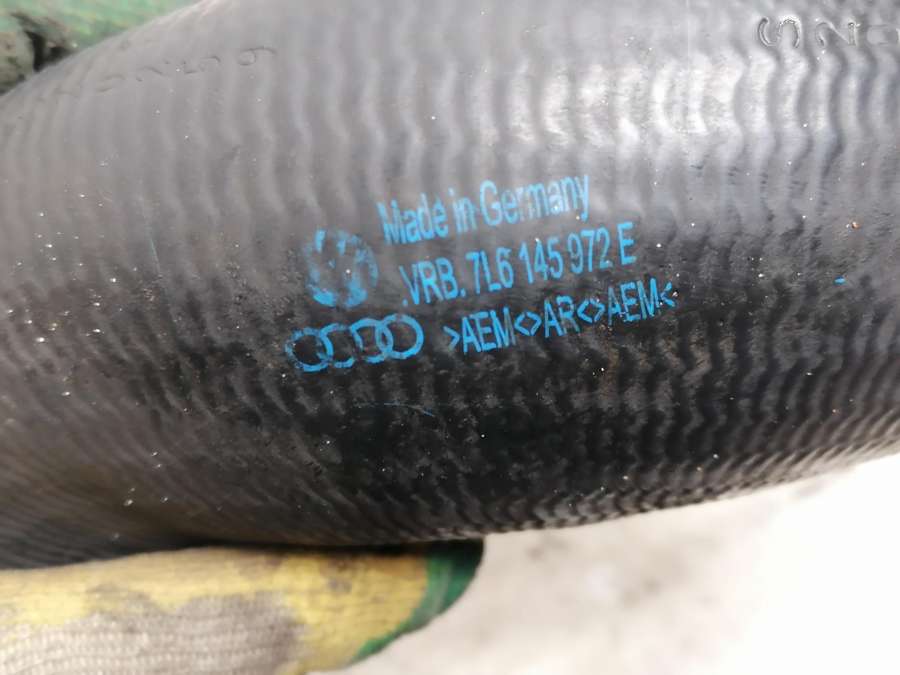 Made in Germany
.VRB. 7L6 145 972 E
>AEM<>AR<>AEM<